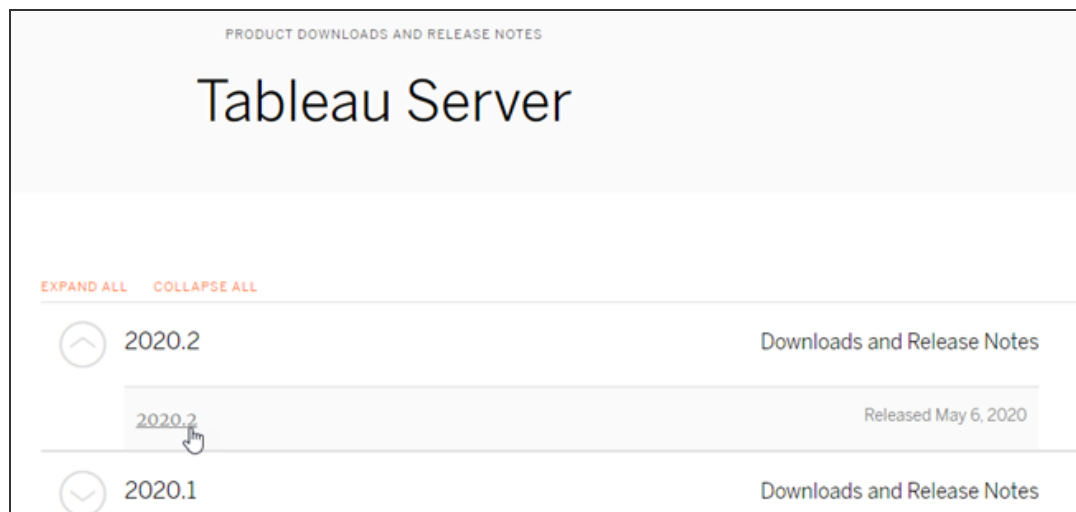 PRODUCT DOWNLOADS AND RELEASE NOTES
Tableau Server
EXPAND ALL COLLAPSE ALL
2020.2 Downloads and Release Notes
2020.2 Released May 6, 2020
2020.1 Downloads and Release Notes